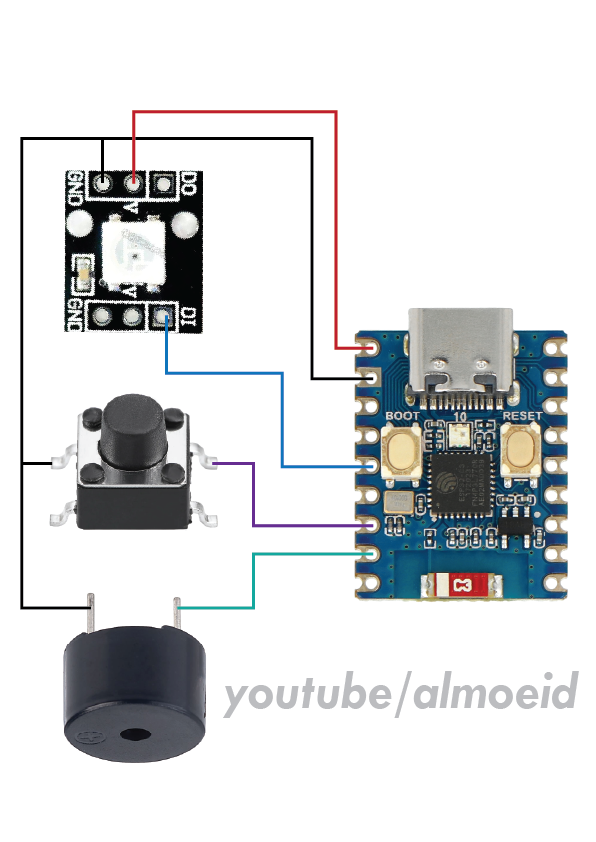 GND V DO
GND V DI
BOOT 10 RESET
C3
youtube/almoeid